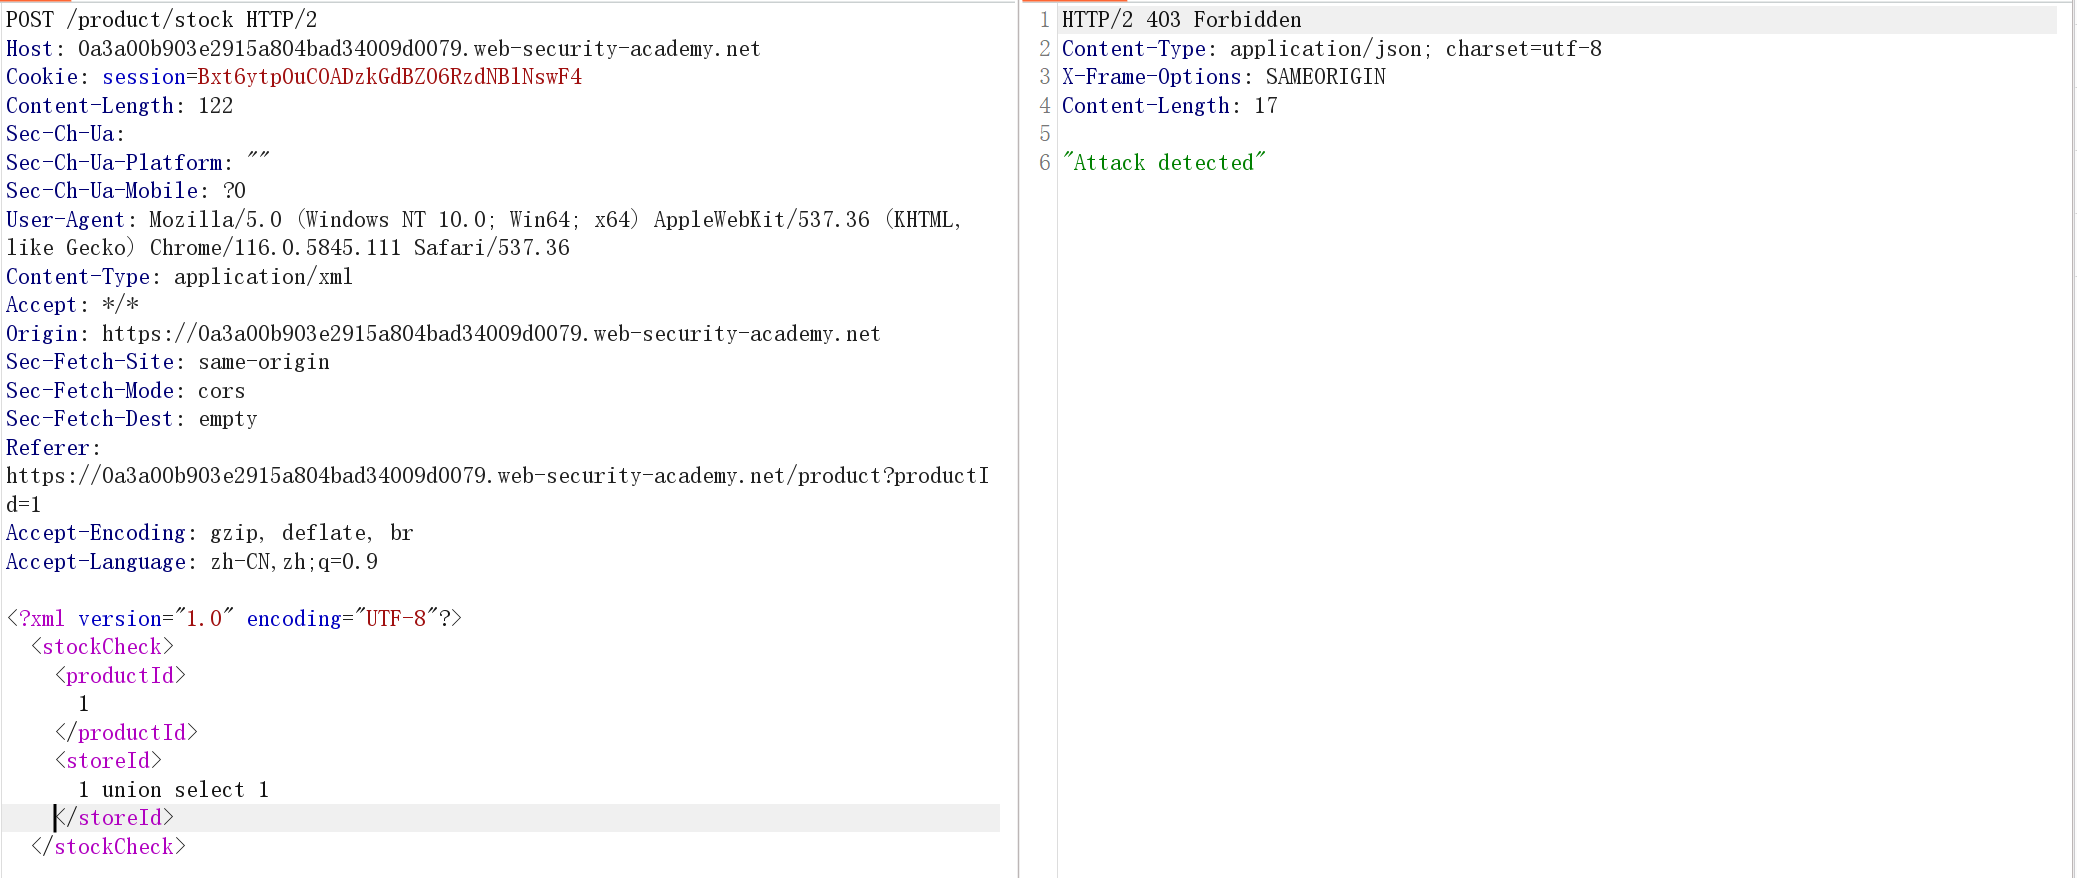 POST /product/stock HTTP/2
Host: 0a3a00b903e2915a804bad34009d0079.web-security-academy.net
Cookie: session=Bxt6ytp0uC0ADzkGdBZ06RzdNBlNswF4
Content-Length: 122
Sec-Ch-Ua:
Sec-Ch-Ua-Platform: ""
Sec-Ch-Ua-Mobile: ?0
User-Agent: Mozilla/5.0 (Windows NT 10.0; Win64; x64) AppleWebKit/537.36 (KHTML,
like Gecko) Chrome/116.0.5845.111 Safari/537.36
Content-Type: application/xml
Accept: */*
Origin: https://0a3a00b903e2915a804bad34009d0079.web-security-academy.net
Sec-Fetch-Site: same-origin
Sec-Fetch-Mode: cors
Sec-Fetch-Dest: empty
Referer:
https://0a3a00b903e2915a804bad34009d0079.web-security-academy.net/product?productI
d=1
Accept-Encoding: gzip, deflate, br
Accept-Language: zh-CN,zh;q=0.9
<?xml version="1.0" encoding="UTF-8"?>
<stockCheck>
<productId>
1
</productId>
<storeId>
1 union select 1
</storeId>
</stockCheck>
1 HTTP/2 403 Forbidden
2 Content-Type: application/json; charset=utf-8
3 X-Frame-Options: SAMEORIGIN
4 Content-Length: 17
5
6 "Attack detected"